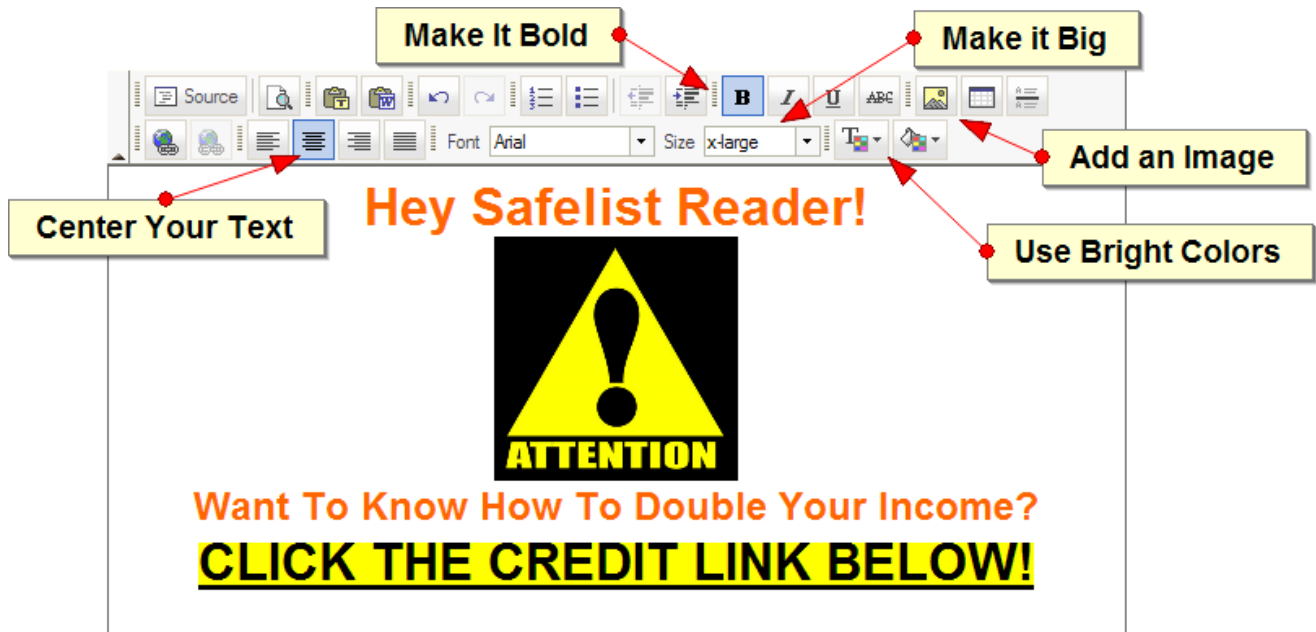 Make It Bold
Make it Big
Source
B I U ABC
Font Arial Size x-large
Add an Image
Center Your Text
Use Bright Colors
Hey Safelist Reader!
ATTENTION
Want To Know How To Double Your Income?
CLICK THE CREDIT LINK BELOW!